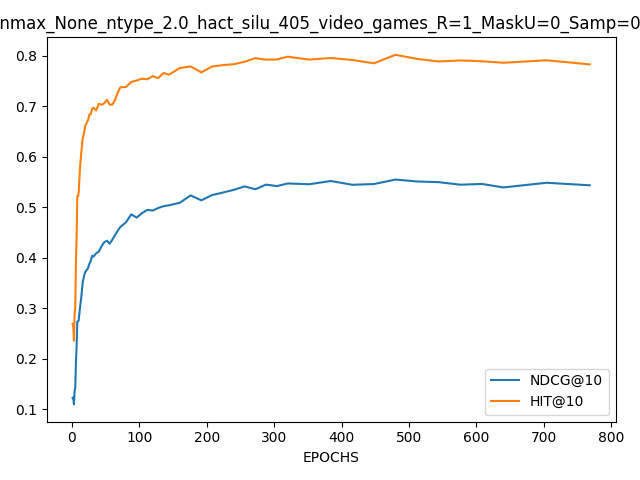 nmax_None_ntype_2.0_hact_silu_405_video_games_R=1_MaskU=0_Samp=0
0.8
0.7
0.6
0.5
0.4
0.3
0.2
0.1
NDCG@10
HIT@10
0 100 200 300 400 500 600 700 800
EPOCHS